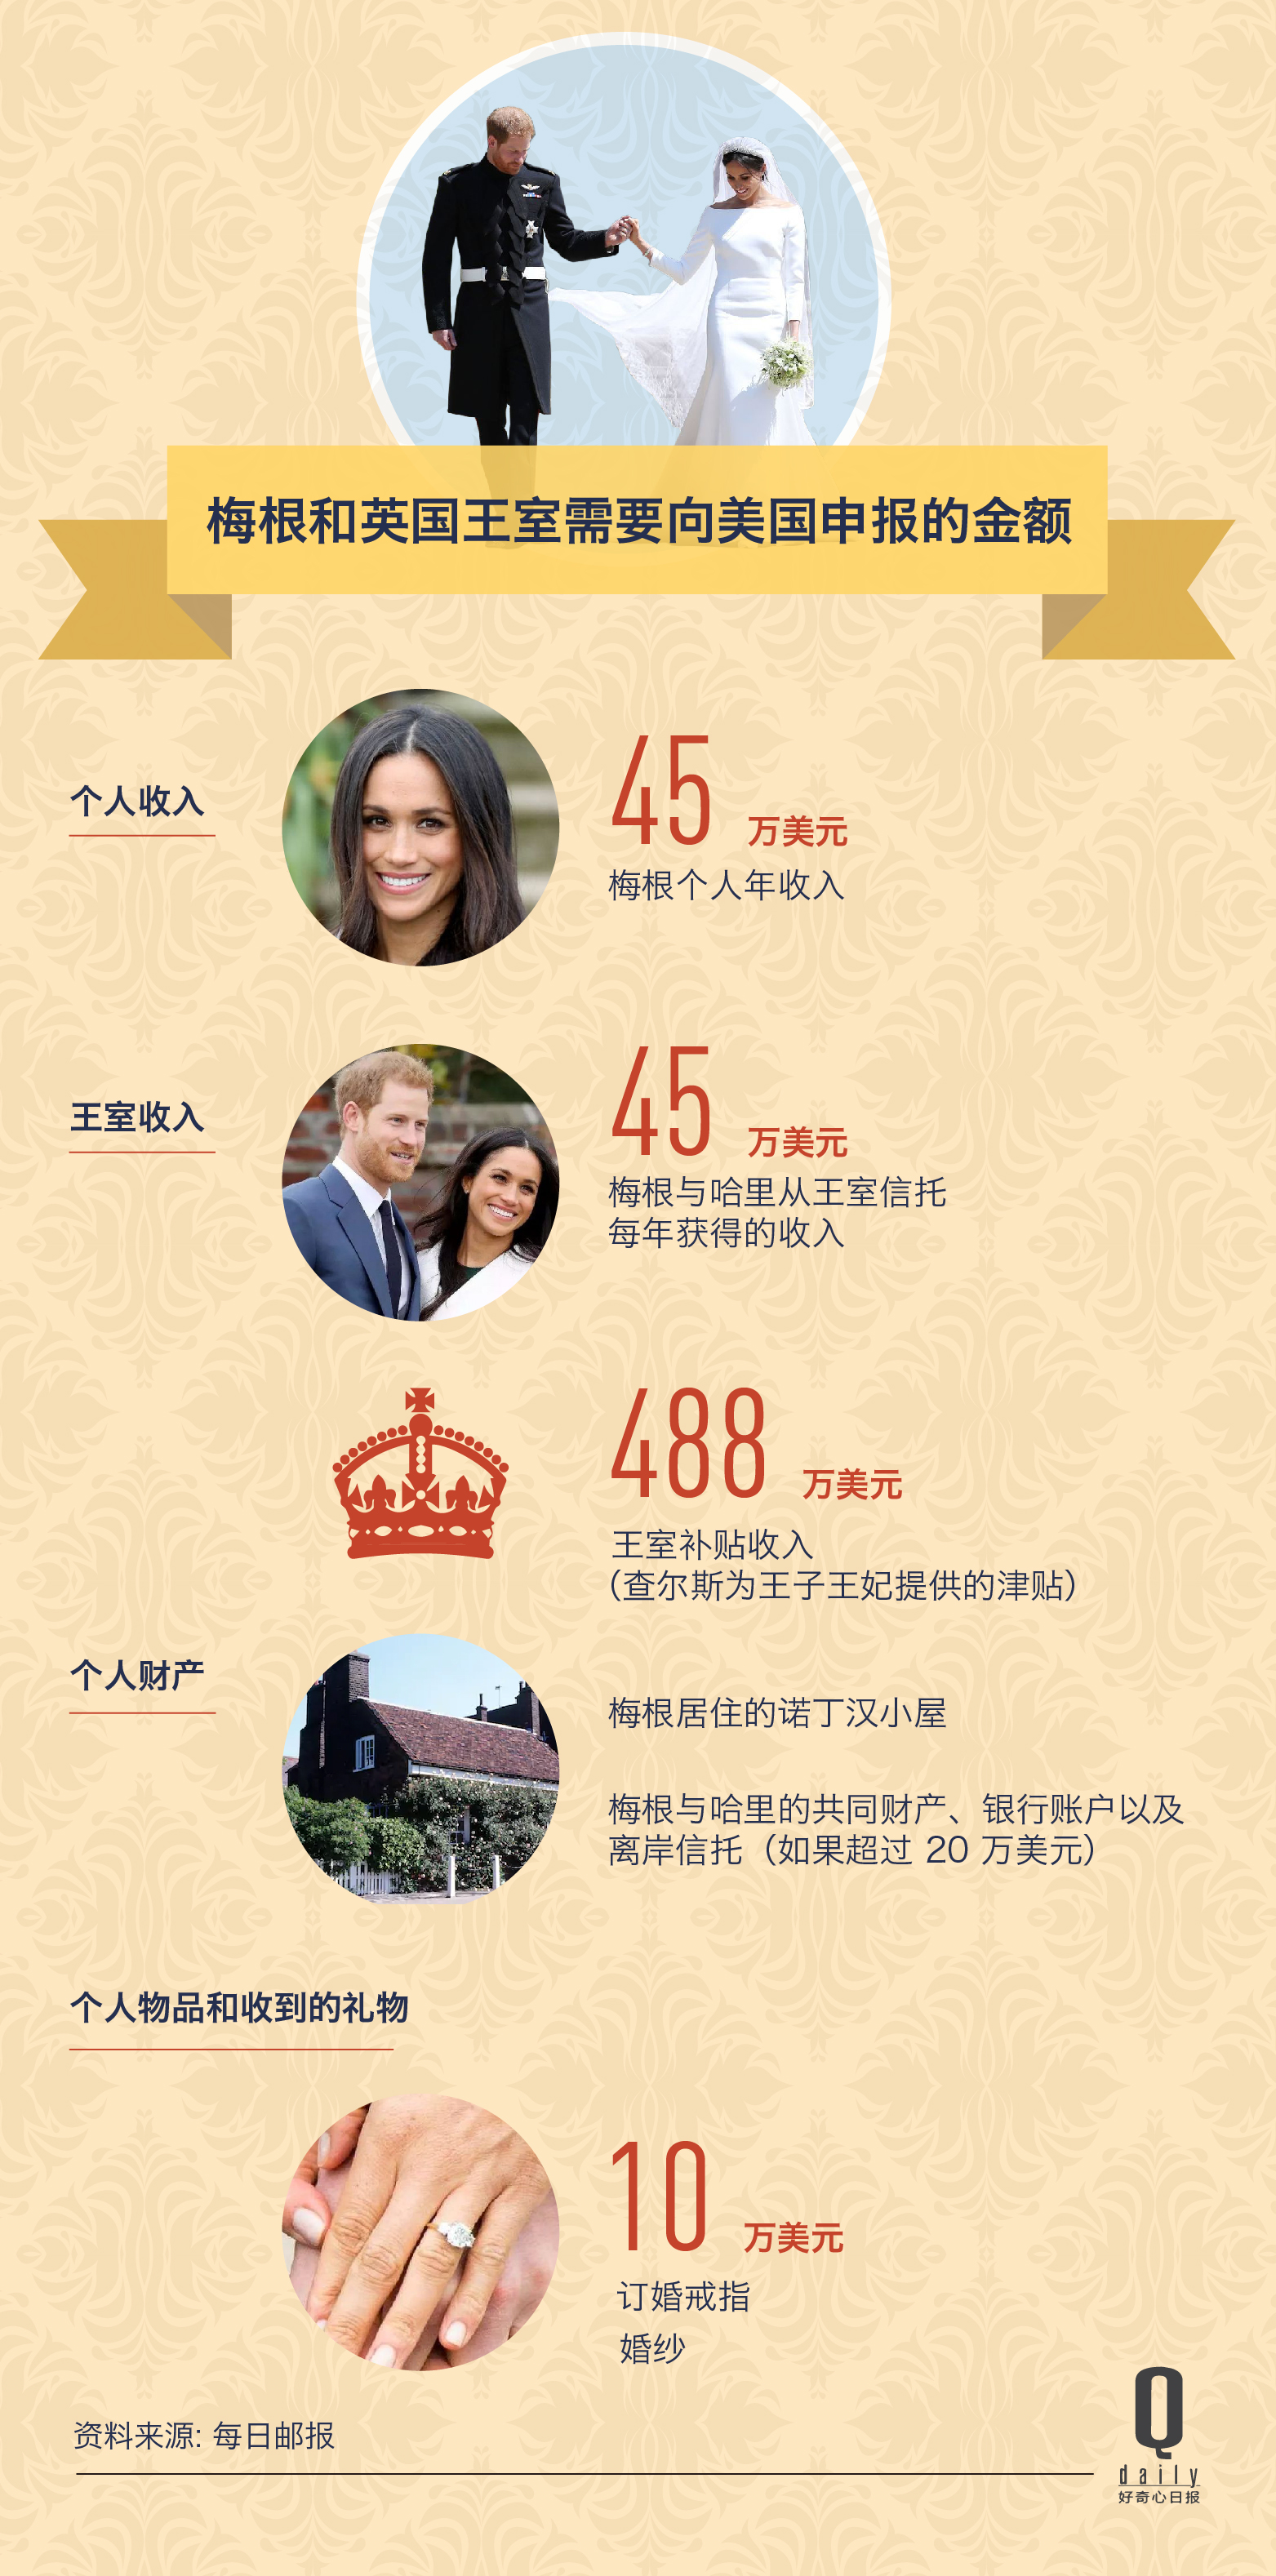 梅根和英国王室需要向美国申报的金额
个人收入
45 万美元
梅根个人年收入
王室收入
45 万美元
梅根与哈里从王室信托
每年获得的收入
488 万美元
王室补贴收入
(查尔斯为王子王妃提供的津贴)
个人财产
梅根居住的诺丁汉小屋
梅根与哈里的共同财产、银行账户以及
离岸信托（如果超过 20 万美元）
个人物品和收到的礼物
10 万美元
订婚戒指
婚纱
资料来源: 每日邮报
Q
daily
好奇心日报